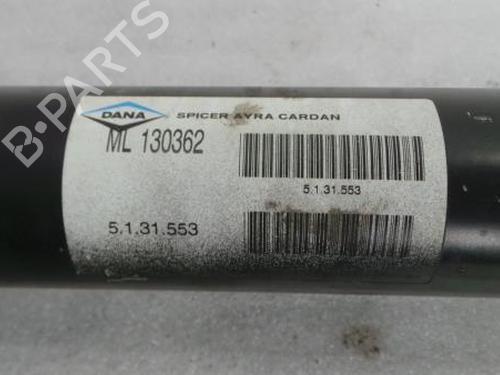 B-PARTS
DANA
SPICER AYRA CARDAN
ML 130362
5.1.31.553
5.1.31.553